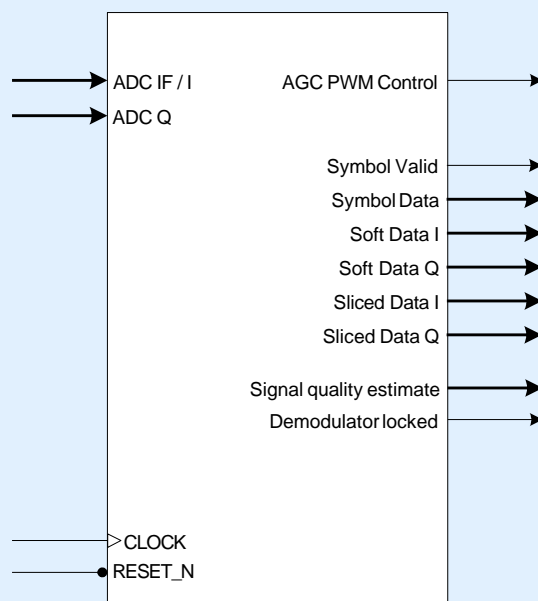 ADC IF / I
AGC PWM Control
ADC Q
Symbol Valid
Symbol Data
Soft Data I
Soft Data Q
Sliced Data I
Sliced Data Q
Signal quality estimate
Demodulator locked
CLOCK
RESET_N